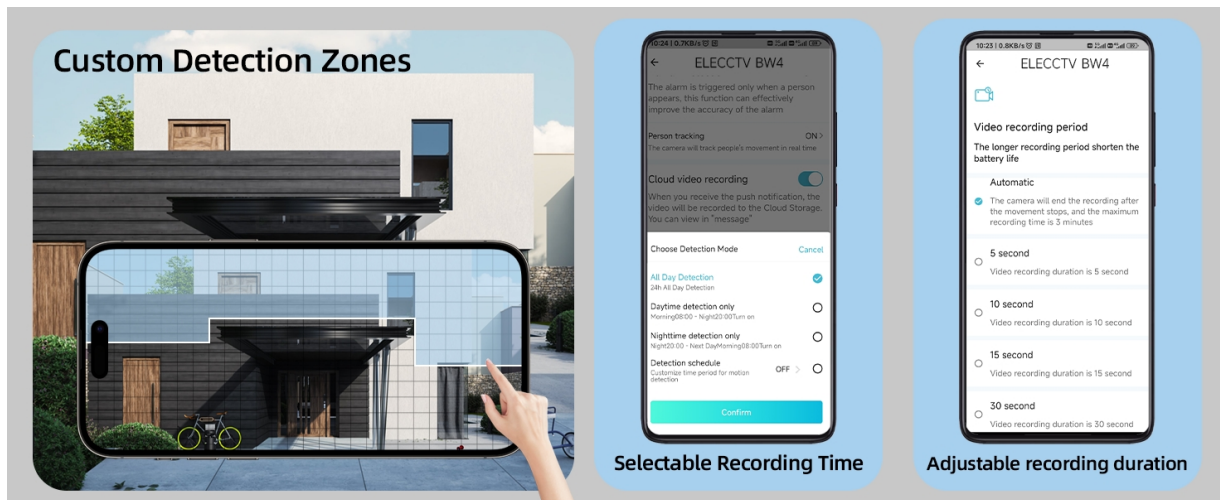 Custom Detection Zones
10:24 | 0.7KB/s
ELECCTV BW4
The alarm is triggered only when a person
appears, this function can effectively
improve the accuracy of the alarm
Person tracking
ON
The camera will track people's movement in real time
Cloud video recording
When you receive the push notification, the
video will be recorded to the Cloud Storage.
You can view in "message"
Choose Detection Mode
Cancel
All Day Detection
24h All Day Detection
Daytime detection only
Morning08:00 - Night20:00Turn on
Nighttime detection only
Night20:00 - Next DayMorning08:00Turn on
Detection schedule
Customize time period for motion
detection
OFF
Confirm
Selectable Recording Time
10:23 | 0.8KB/s
ELECCTV BW4
Video recording period
The longer recording period shorten the
battery life
Automatic
The camera will end the recording after
the movement stops, and the maximum
recording time is 3 minutes
5 second
Video recording duration is 5 second
10 second
Video recording duration is 10 second
15 second
Video recording duration is 15 second
30 second
Video recording duration is 30 second
Adjustable recording duration